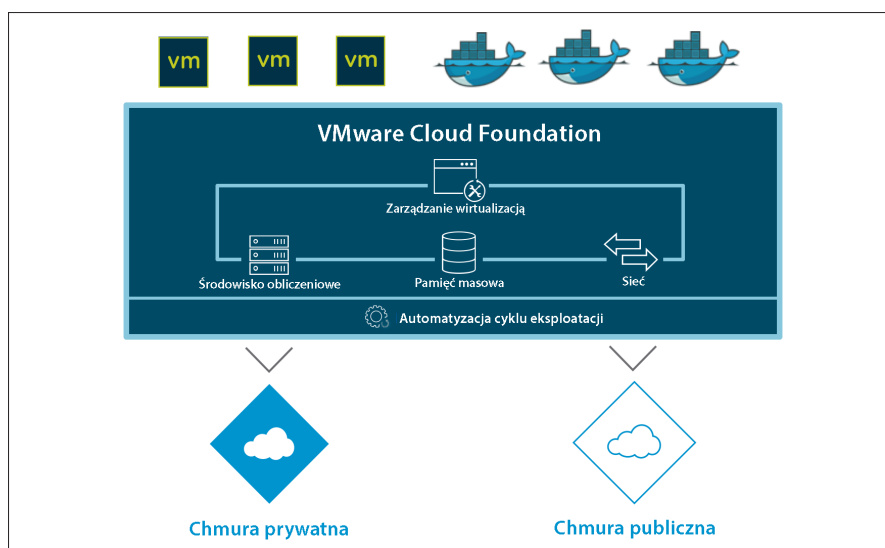 vm vm vm
VMware Cloud Foundation
Zarządzanie wirtualizacją
Środowisko obliczeniowe Pamięć masowa Sieć
Automatyzacja cyklu eksploatacji
Chmura prywatna Chmura publiczna